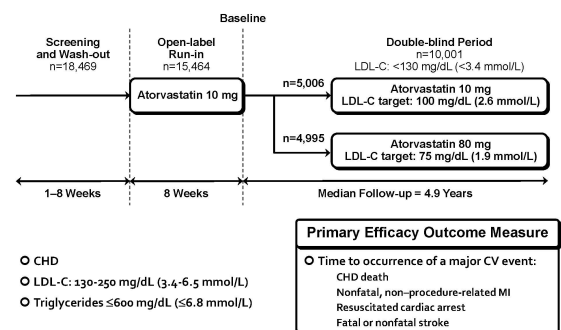 Baseline
Screening
and Wash-out
n=18,469
Open-label
Run-in
n=15,464
Double-blind Period
n=10,001
LDL-C: <130 mg/dL (<3.4 mmol/L)
Atorvastatin 10 mg
n=5,006
Atorvastatin 10 mg
LDL-C target: 100 mg/dL (2.6 mmol/L)
n=4,995
Atorvastatin 80 mg
LDL-C target: 75 mg/dL (1.9 mmol/L)
1–8 Weeks
8 Weeks
Median Follow-up = 4.9 Years
CHD
LDL-C: 130-250 mg/dL (3.4-6.5 mmol/L)
Triglycerides ≤600 mg/dL (≤6.8 mmol/L)
Primary Efficacy Outcome Measure
Time to occurrence of a major CV event:
CHD death
Nonfatal, non–procedure-related MI
Resuscitated cardiac arrest
Fatal or nonfatal stroke